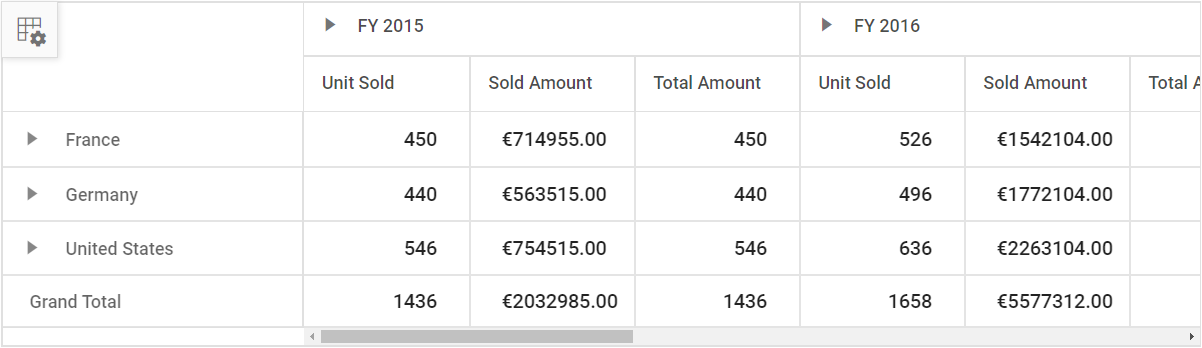 FY 2015 FY 2016
Unit Sold Sold Amount Total Amount Unit Sold Sold Amount Total A
France 450 €714955.00 450 526 €1542104.00
Germany 440 €563515.00 440 496 €1772104.00
United States 546 €754515.00 546 636 €2263104.00
Grand Total 1436 €2032985.00 1436 1658 €5577312.00